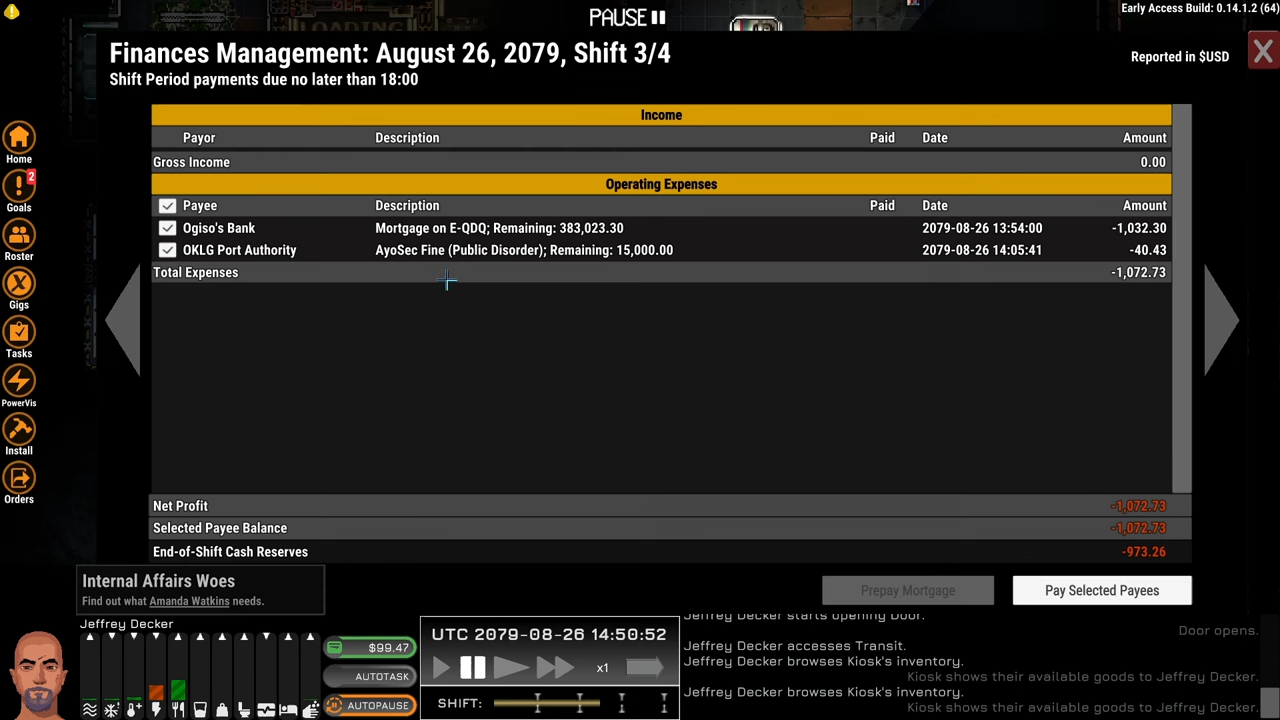 PAUSE
Early Access Build: 0.14.1.2 (64)
Finances Management: August 26, 2079, Shift 3/4
Reported in $USD
Shift Period payments due no later than 18:00
Income
Payor Description Paid Date Amount
Gross Income 0.00
Operating Expenses
Payee Description Paid Date Amount
Ogiso's Bank Mortgage on E-QDQ; Remaining: 383,023.30 2079-08-26 13:54:00 -1,032.30
OKLG Port Authority AyoSec Fine (Public Disorder); Remaining: 15,000.00 2079-08-26 14:05:41 -40.43
Total Expenses -1,072.73
Home
2
Goals
Roster
Gigs
Tasks
PowerVis
Install
Orders
Net Profit -1,072.73
Selected Payee Balance -1,072.73
End-of-Shift Cash Reserves -973.26
Prepay Mortgage
Pay Selected Payees
Internal Affairs Woes
Find out what Amanda Watkins needs.
Jeffrey Decker
$99.47
AUTOTASK
AUTOPAUSE
UTC 2079-08-26 14:50:52
x1
SHIFT:
Jeffrey Decker starts opening Door.
Door opens.
Jeffrey Decker accesses Transit.
Jeffrey Decker browses Kiosk's inventory.
Kiosk shows their available goods to Jeffrey Decker.
Jeffrey Decker browses Kiosk's inventory.
Kiosk shows their available goods to Jeffrey Decker.